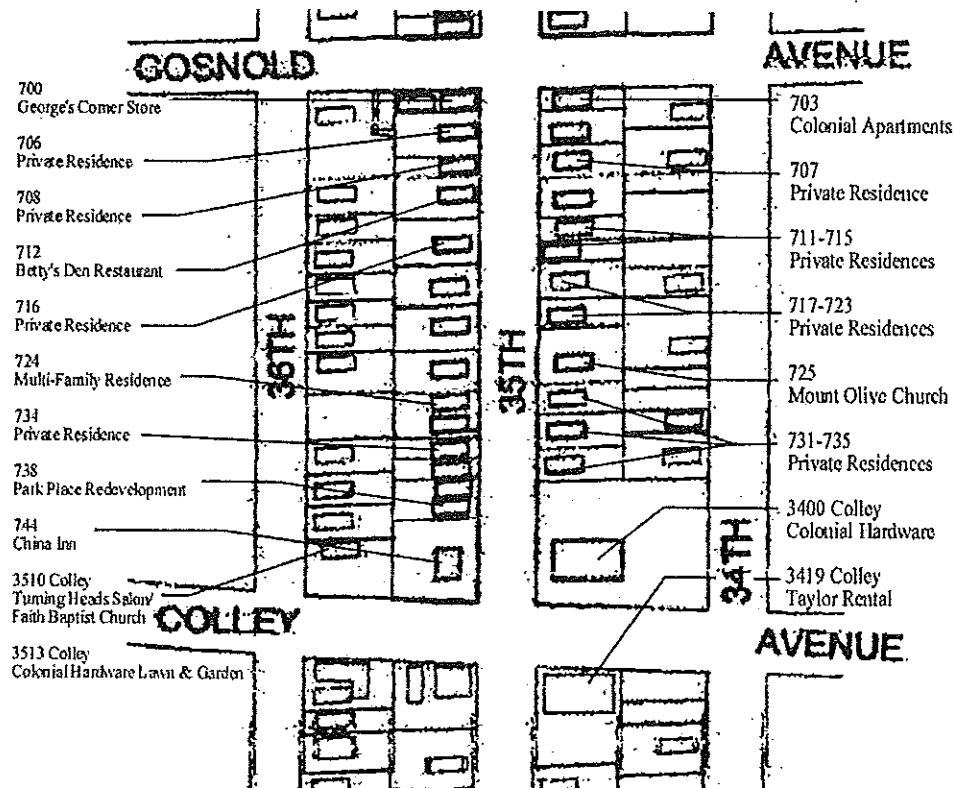 GOSNOLD AVENUE
700
George's Corner Store
706
Private Residence
708
Private Residence
712
Betty's Den Restaurant
716
Private Residence
724
Multi-Family Residence
734
Private Residence
738
Park Place Redevelopment
744
China Inn
3510 Colley
Turning Heads Salon/
Faith Baptist Church
3513 Colley
Colonial Hardware Lawn & Garden
36TH
35TH
34TH
703
Colonial Apartments
707
Private Residence
711-715
Private Residences
717-723
Private Residences
725
Mount Olive Church
731-735
Private Residences
3400 Colley
Colonial Hardware
3419 Colley
Taylor Rental
COLLEY AVENUE